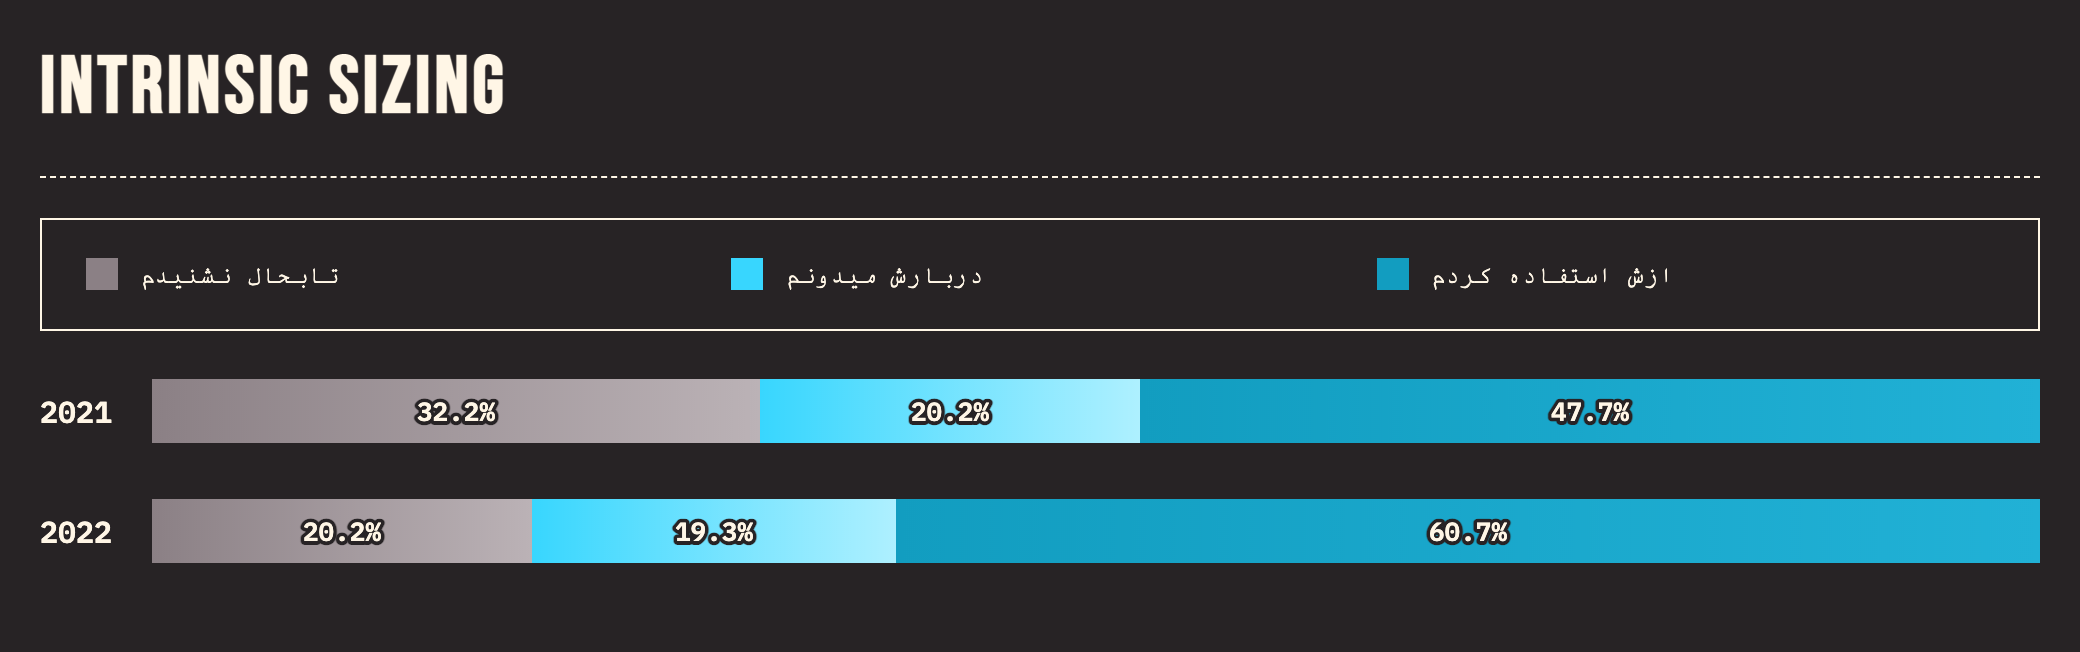 INTRINSIC SIZING
تابحال نشنیدم
دربارش میدونم
ازش استفاده کردم
2021 32.2% 20.2% 47.7%
2022 20.2% 19.3% 60.7%